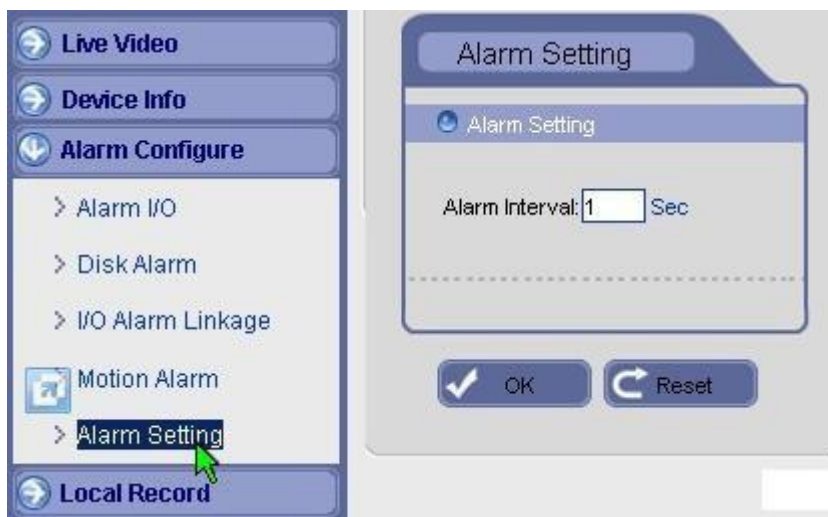 Live Video
Device Info
Alarm Configure
Alarm I/O
Disk Alarm
I/O Alarm Linkage
Motion Alarm
Alarm Setting
Local Record
Alarm Setting
Alarm Setting
Alarm Interval: 1 Sec
OK
Reset